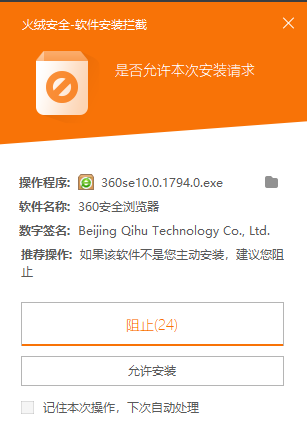 火绒安全-软件安装拦截
是否允许本次安装请求
操作程序: 360se10.0.1794.0.exe
软件名称: 360安全浏览器
数字签名: Beijing Qihu Technology Co., Ltd.
推荐操作: 如果该软件不是您主动安装，建议您阻
止
阻止(24)
允许安装
记住本次操作，下次自动处理